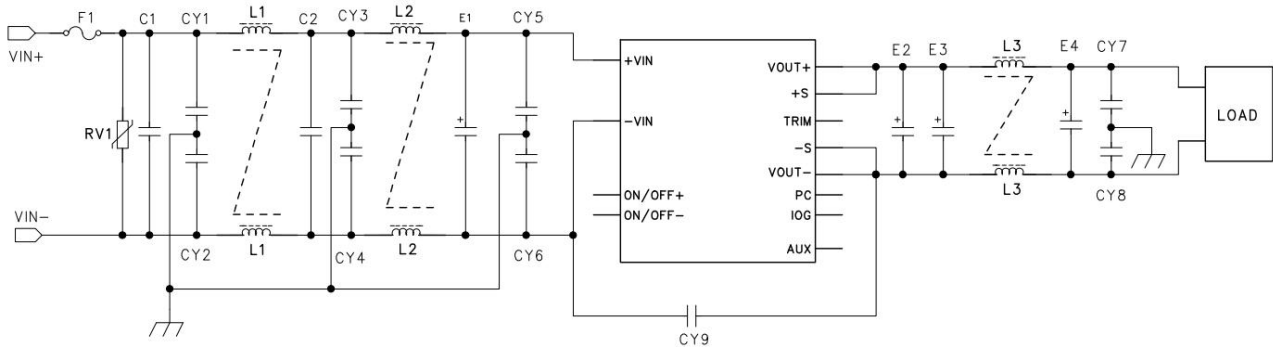 F1
C1
CY1
L1
C2
CY3
L2
E1
CY5
VIN+
RV1
VIN-
CY2
L1
CY4
L2
CY6
+VIN
-VIN
ON/OFF+
ON/OFF-
VOUT+
+S
TRIM
-S
VOUT-
PC
IOG
AUX
CY9
E2
E3
L3
E4
CY7
L3
CY8
LOAD